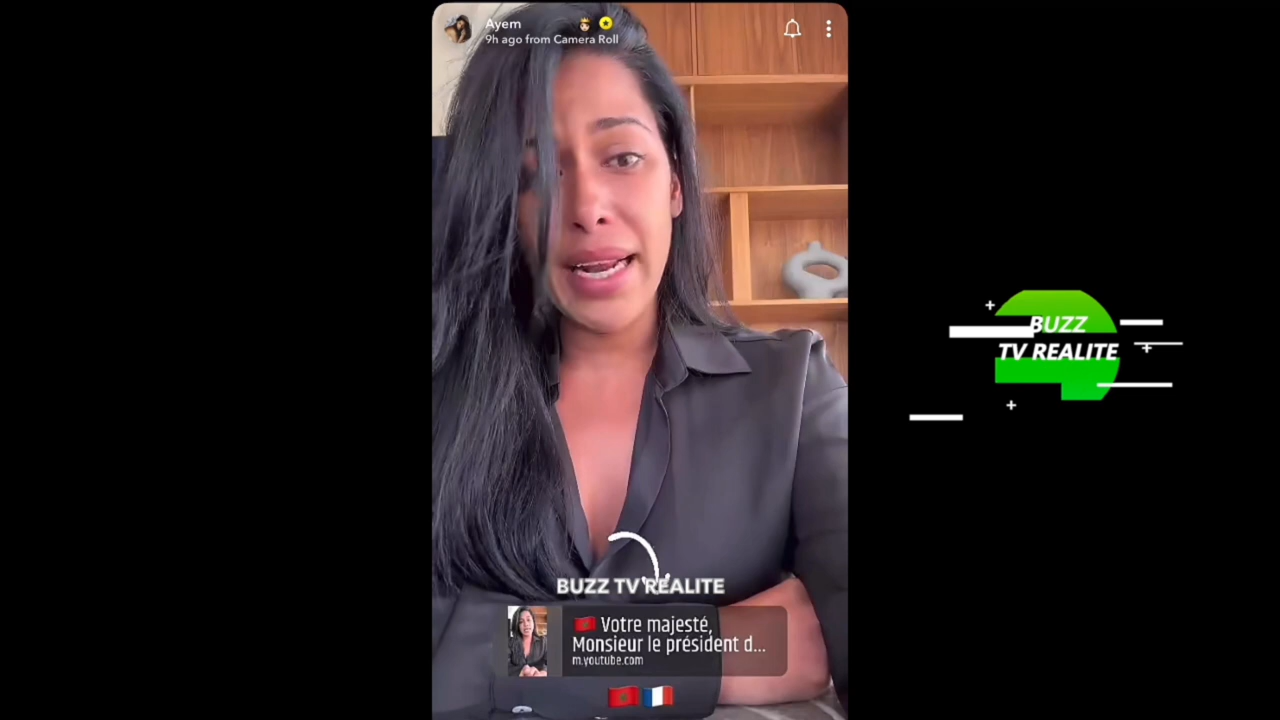 Ayem
9h ago from Camera Roll
BUZZ
TV REALITE
BUZZ TV REALITE
Votre majesté,
Monsieur le président d...
m.youtube.com